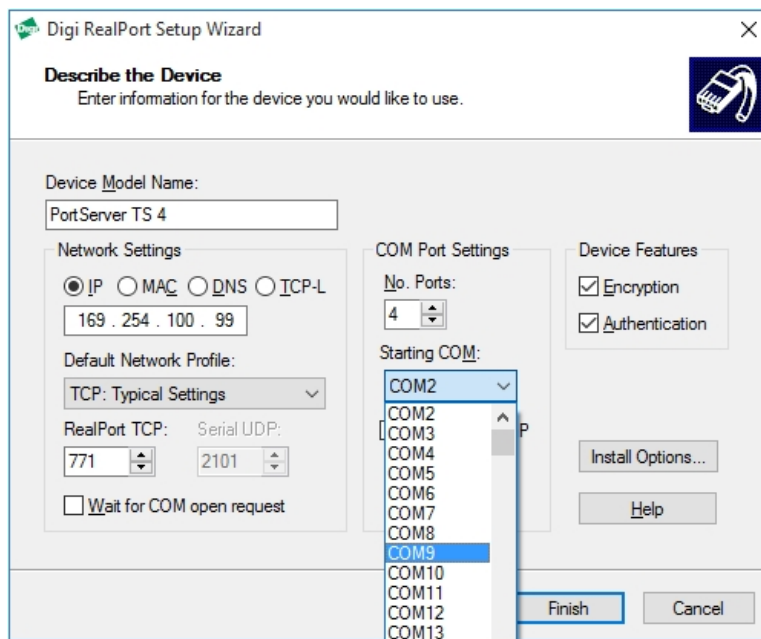 Digi
Digi RealPort Setup Wizard
Describe the Device
Enter information for the device you would like to use.
Device Model Name:
PortServer TS 4
Network Settings
IP MAC DNS TCP-L
169 . 254 . 100 . 99
Default Network Profile:
TCP: Typical Settings
RealPort TCP: Serial UDP:
771 2101
Wait for COM open request
COM Port Settings
No. Ports:
4
Starting COM:
COM2
COM2
COM3
COM4
COM5
COM6
COM7
COM8
COM9
COM10
COM11
COM12
COM13
P
Device Features
Encryption
Authentication
Install Options...
Help
Finish Cancel